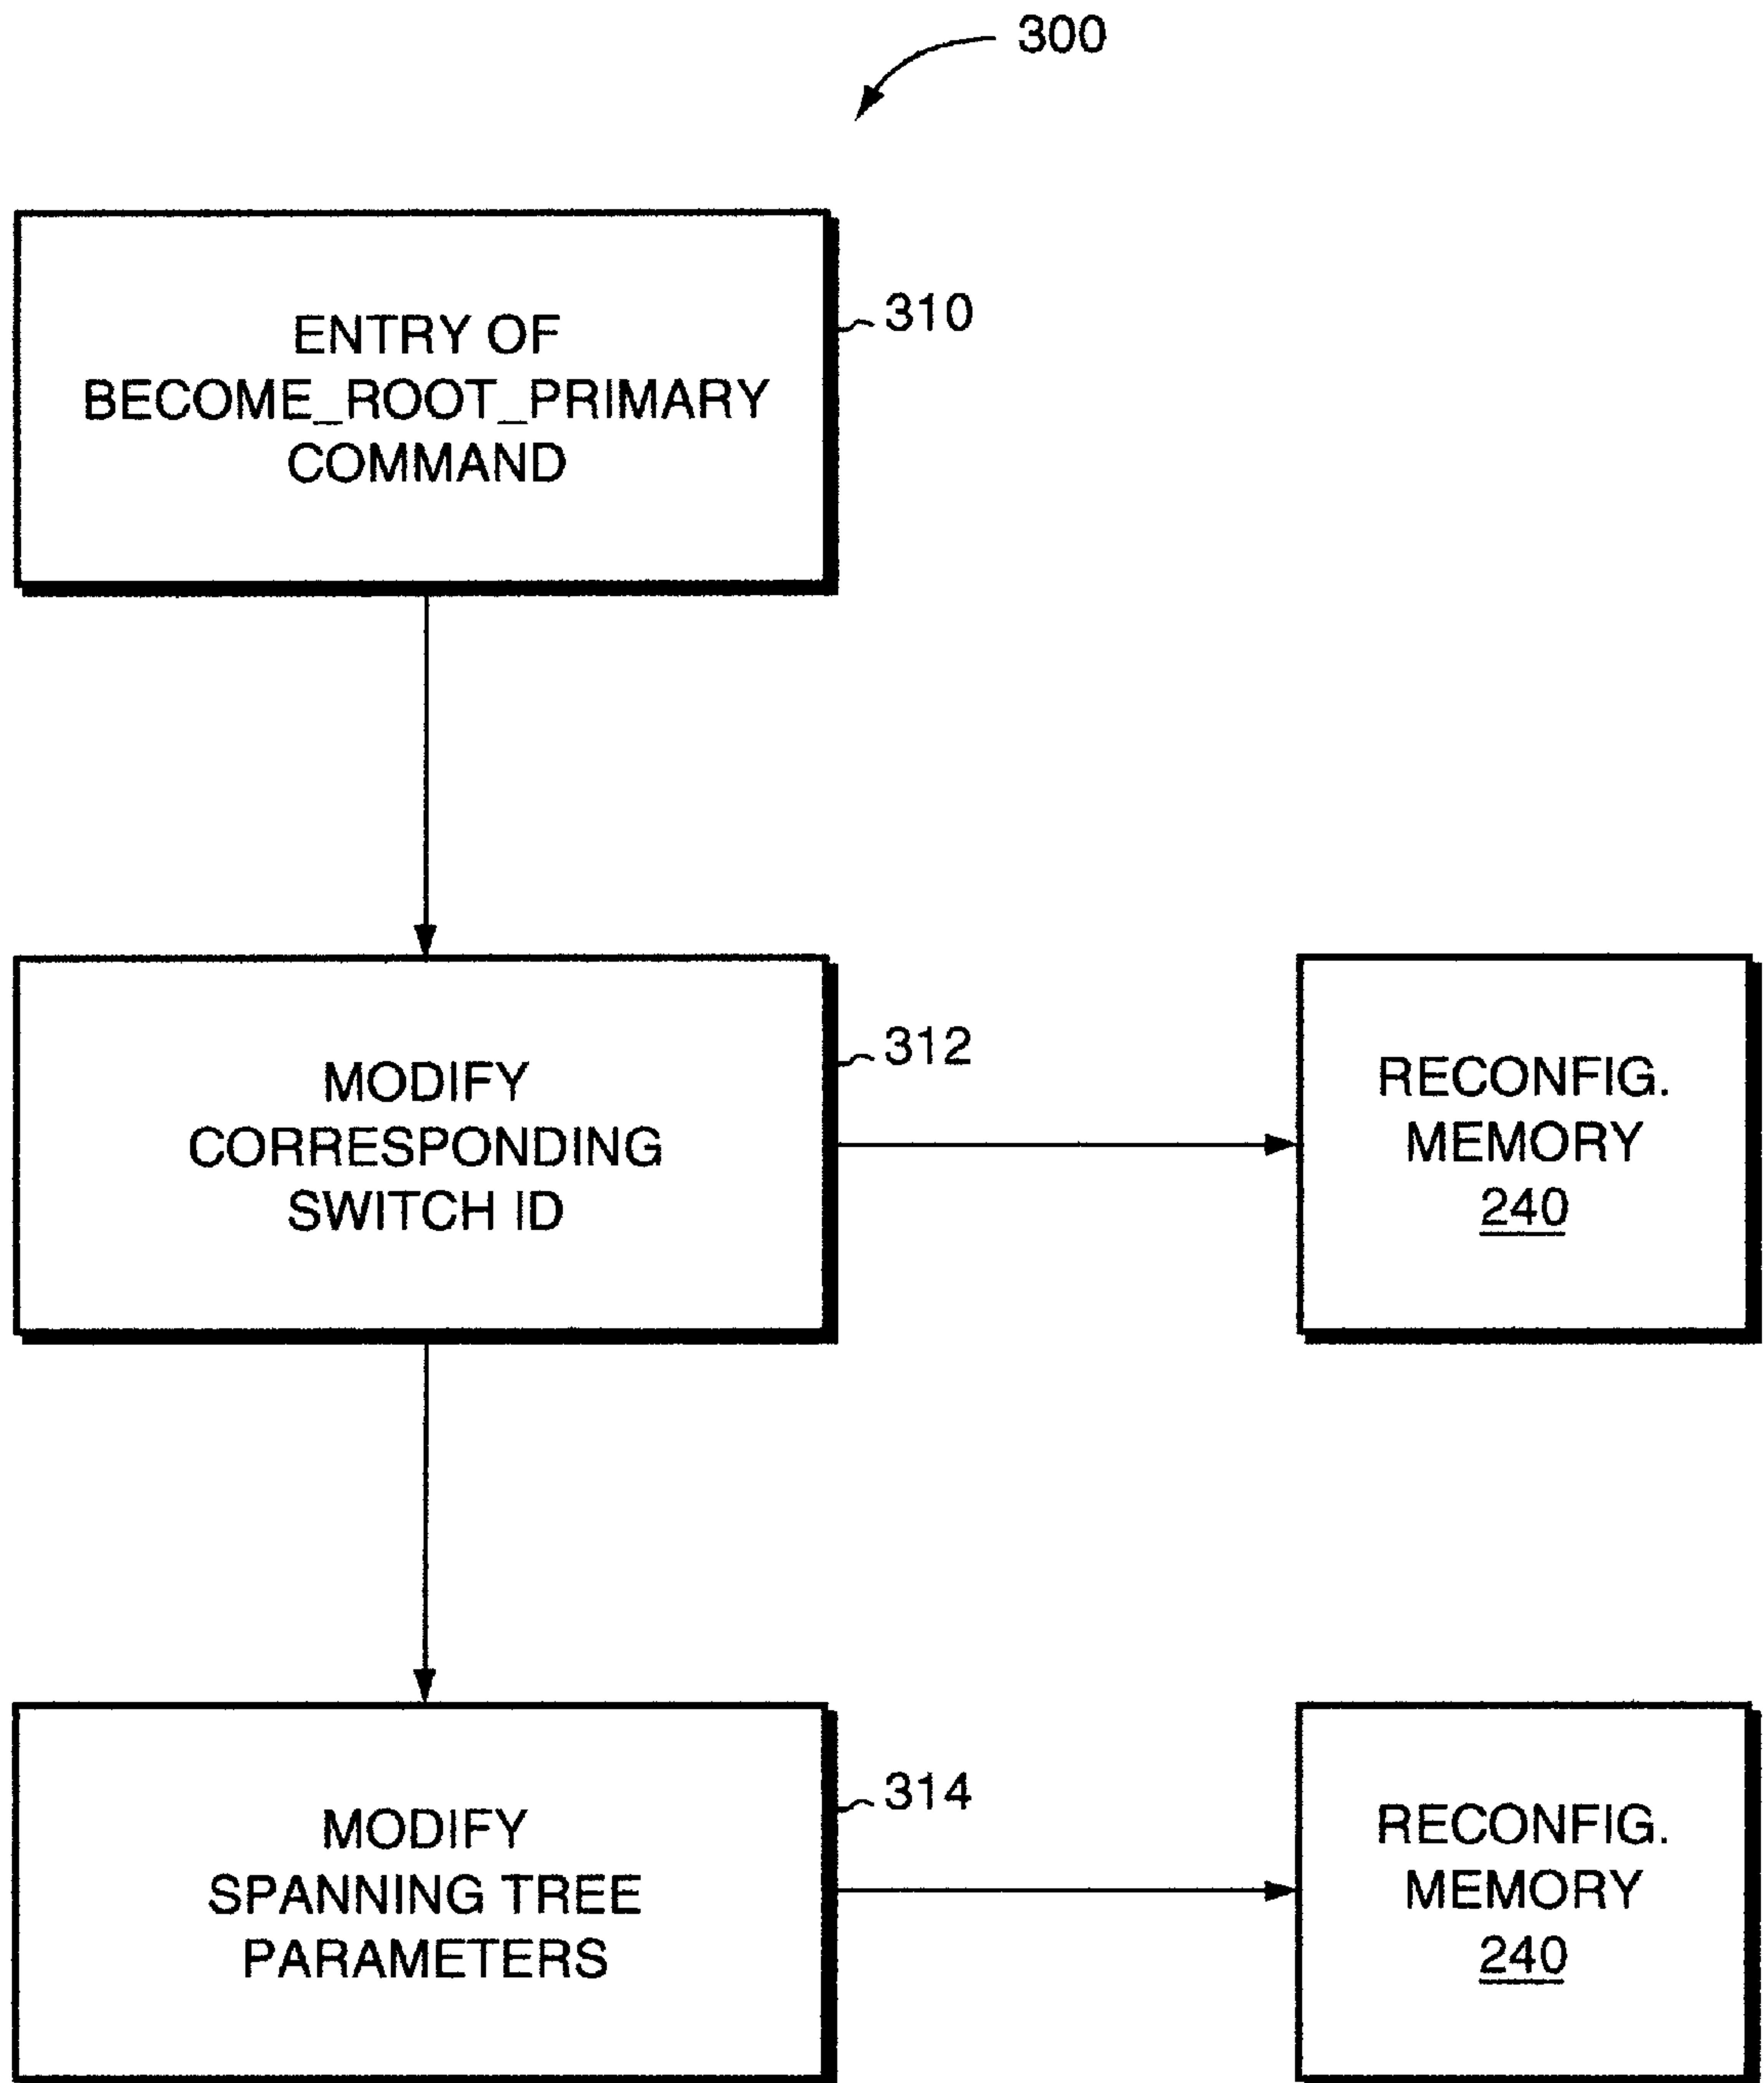 300
ENTRY OF
BECOME_ROOT_PRIMARY
COMMAND
310
MODIFY
CORRESPONDING
SWITCH ID
312
RECONFIG.
MEMORY
240
MODIFY
SPANNING TREE
PARAMETERS
314
RECONFIG.
MEMORY
240